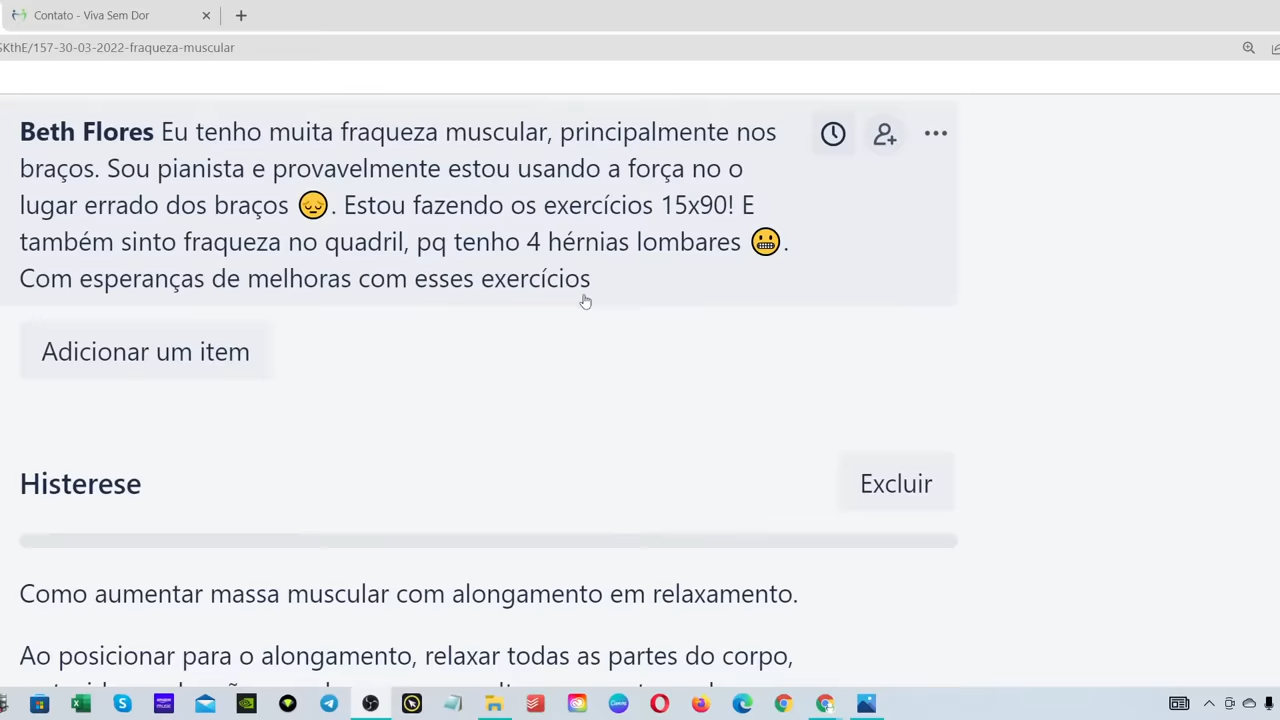 Contato - Viva Sem Dor
SKthE/157-30-03-2022-fraqueza-muscular
Beth Flores Eu tenho muita fraqueza muscular, principalmente nos
braços. Sou pianista e provavelmente estou usando a força no o
lugar errado dos braços 😔. Estou fazendo os exercícios 15x90! E
também sinto fraqueza no quadril, pq tenho 4 hérnias lombares 😬.
Com esperanças de melhoras com esses exercícios
Adicionar um item
Histerese
Excluir
Como aumentar massa muscular com alongamento em relaxamento.
Ao posicionar para o alongamento, relaxar todas as partes do corpo,